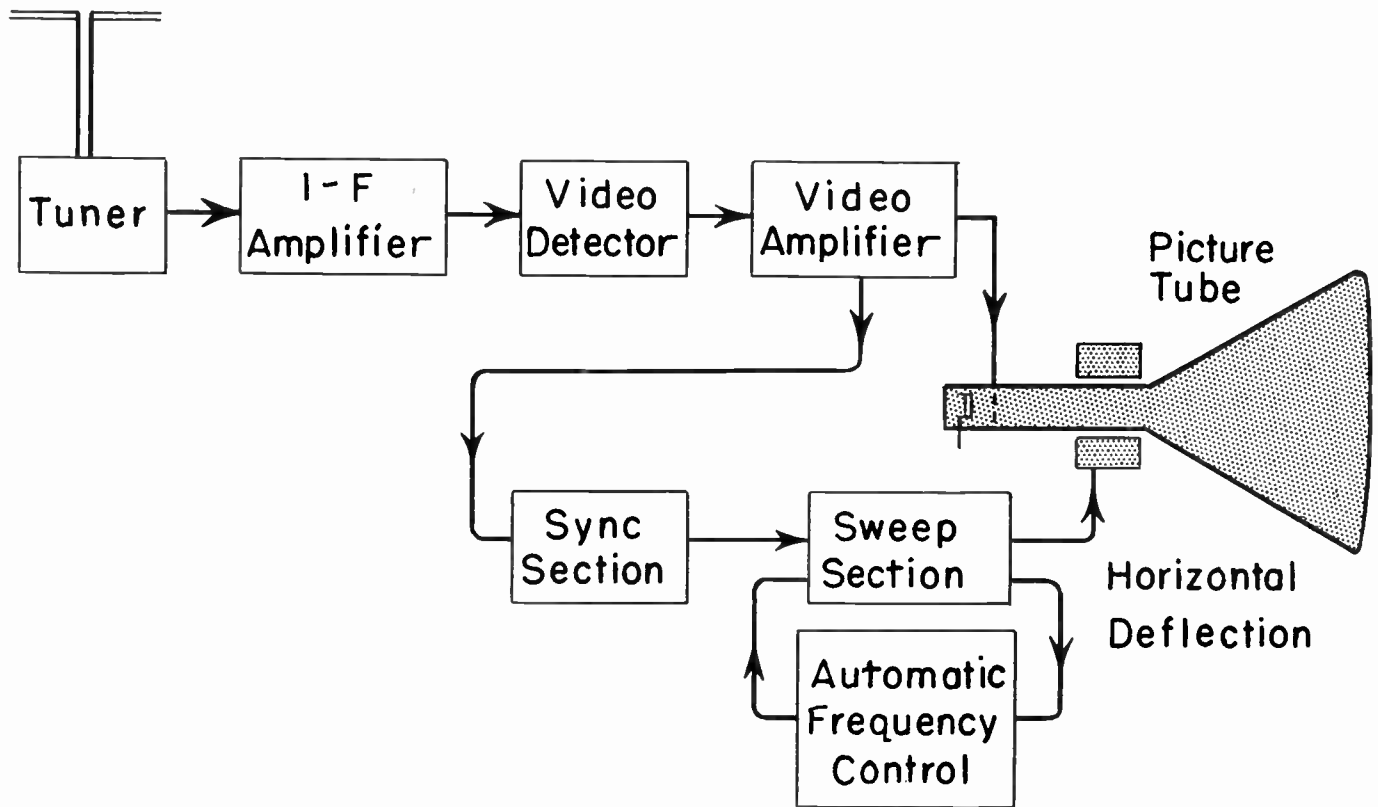 Tuner
I-F
Amplifier
Video
Detector
Video
Amplifier
Picture
Tube
Sync
Section
Sweep
Section
Horizontal
Deflection
Automatic
Frequency
Control